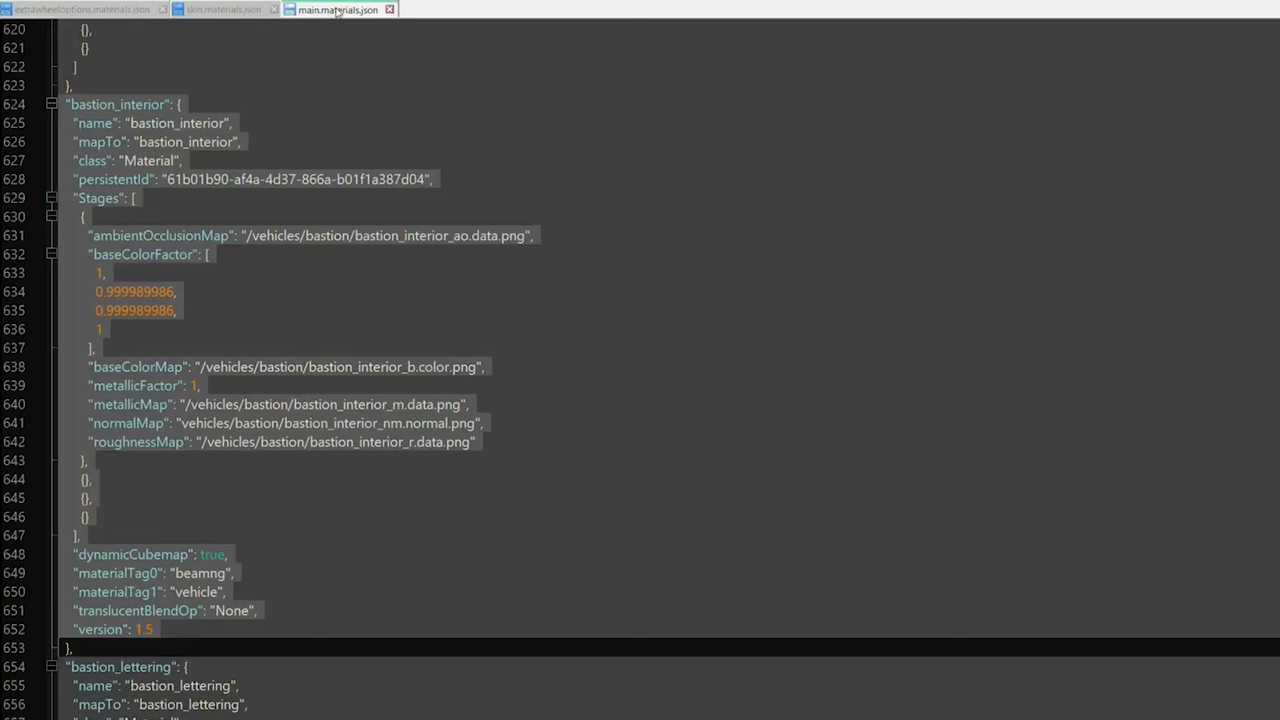 extrawheeloptions.materials.json skin.materials.json main.materials.json
620 {},
621 {}
622 ]
623 },
624 "bastion_interior": {
625 "name": "bastion_interior",
626 "mapTo": "bastion_interior",
627 "class": "Material",
628 "persistentId": "61b01b90-af4a-4d37-866a-b01f1a387d04",
629 "Stages": [
630 {
631 "ambientOcclusionMap": "/vehicles/bastion/bastion_interior_ao.data.png",
632 "baseColorFactor": [
633 1,
634 0.999989986,
635 0.999989986,
636 1
637 ],
638 "baseColorMap": "/vehicles/bastion/bastion_interior_b.color.png",
639 "metallicFactor": 1,
640 "metallicMap": "/vehicles/bastion/bastion_interior_m.data.png",
641 "normalMap": "vehicles/bastion/bastion_interior_nm.normal.png",
642 "roughnessMap": "/vehicles/bastion/bastion_interior_r.data.png"
643 },
644 {},
645 {},
646 {}
647 ],
648 "dynamicCubemap": true,
649 "materialTag0": "beamng",
650 "materialTag1": "vehicle",
651 "translucentBlendOp": "None",
652 "version": 1.5
653 },
654 "bastion_lettering": {
655 "name": "bastion_lettering",
656 "mapTo": "bastion_lettering",